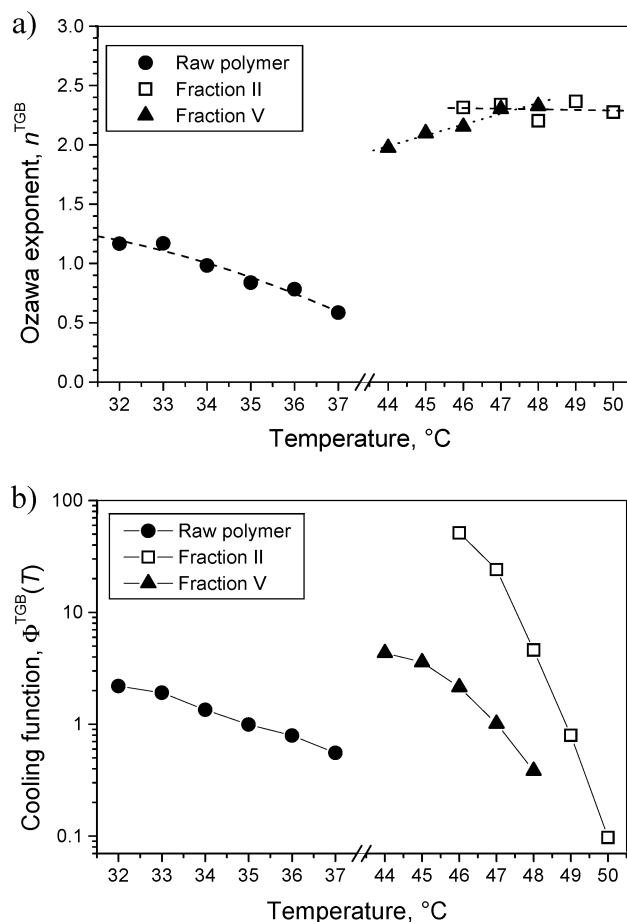 a)
3.0
2.5
2.0
1.5
1.0
0.5
0.0
Ozawa exponent, n^TGB
Raw polymer
Fraction II
Fraction V
32 33 34 35 36 37 44 45 46 47 48 49 50
Temperature, °C
b)
100
10
1
0.1
Cooling function, Φ^TGB(T)
Raw polymer
Fraction II
Fraction V
32 33 34 35 36 37 44 45 46 47 48 49 50
Temperature, °C